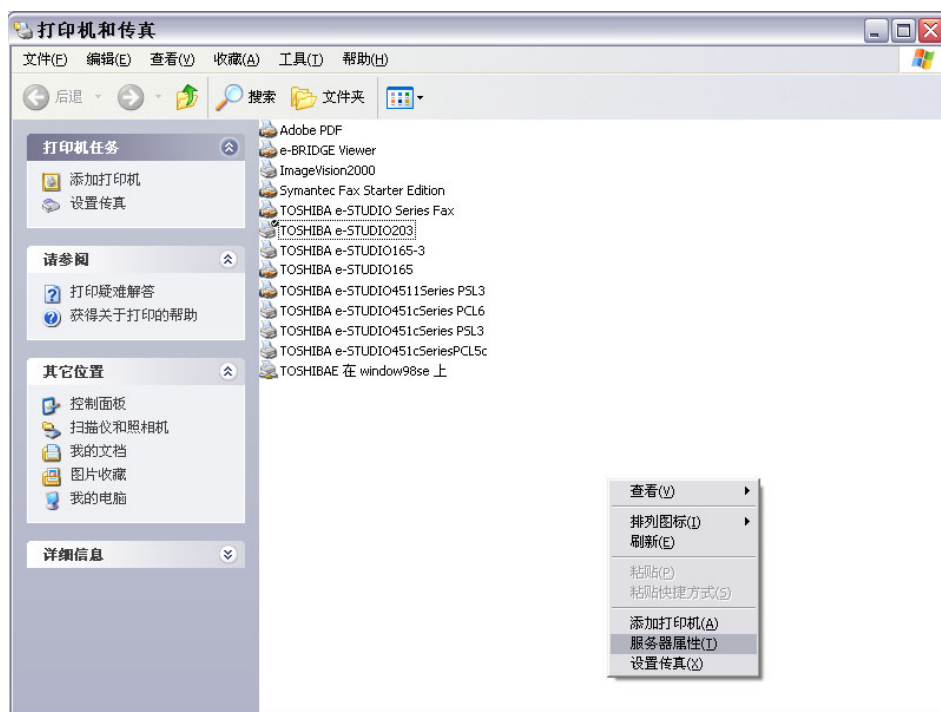 打印机和传真
文件(F) 编辑(E) 查看(V) 收藏(A) 工具(T) 帮助(H)
后退 搜索 文件夹
打印机任务
添加打印机
设置传真
请参阅
打印疑难解答
获得关于打印的帮助
其它位置
控制面板
扫描仪和照相机
我的文档
图片收藏
我的电脑
详细信息
Adobe PDF
e-BRIDGE Viewer
ImageVision2000
Symantec Fax Starter Edition
TOSHIBA e-STUDIO Series Fax
TOSHIBA e-STUDIO203
TOSHIBA e-STUDIO165-3
TOSHIBA e-STUDIO165
TOSHIBA e-STUDIO4511Series PSL3
TOSHIBA e-STUDIO451cSeries PCL6
TOSHIBA e-STUDIO451cSeries PSL3
TOSHIBA e-STUDIO451cSeriesPCL5c
TOSHIBAE 在 window98se 上
查看(V)
排列图标(I)
刷新(E)
粘贴(P)
粘贴快捷方式(S)
添加打印机(A)
服务器属性(T)
设置传真(X)